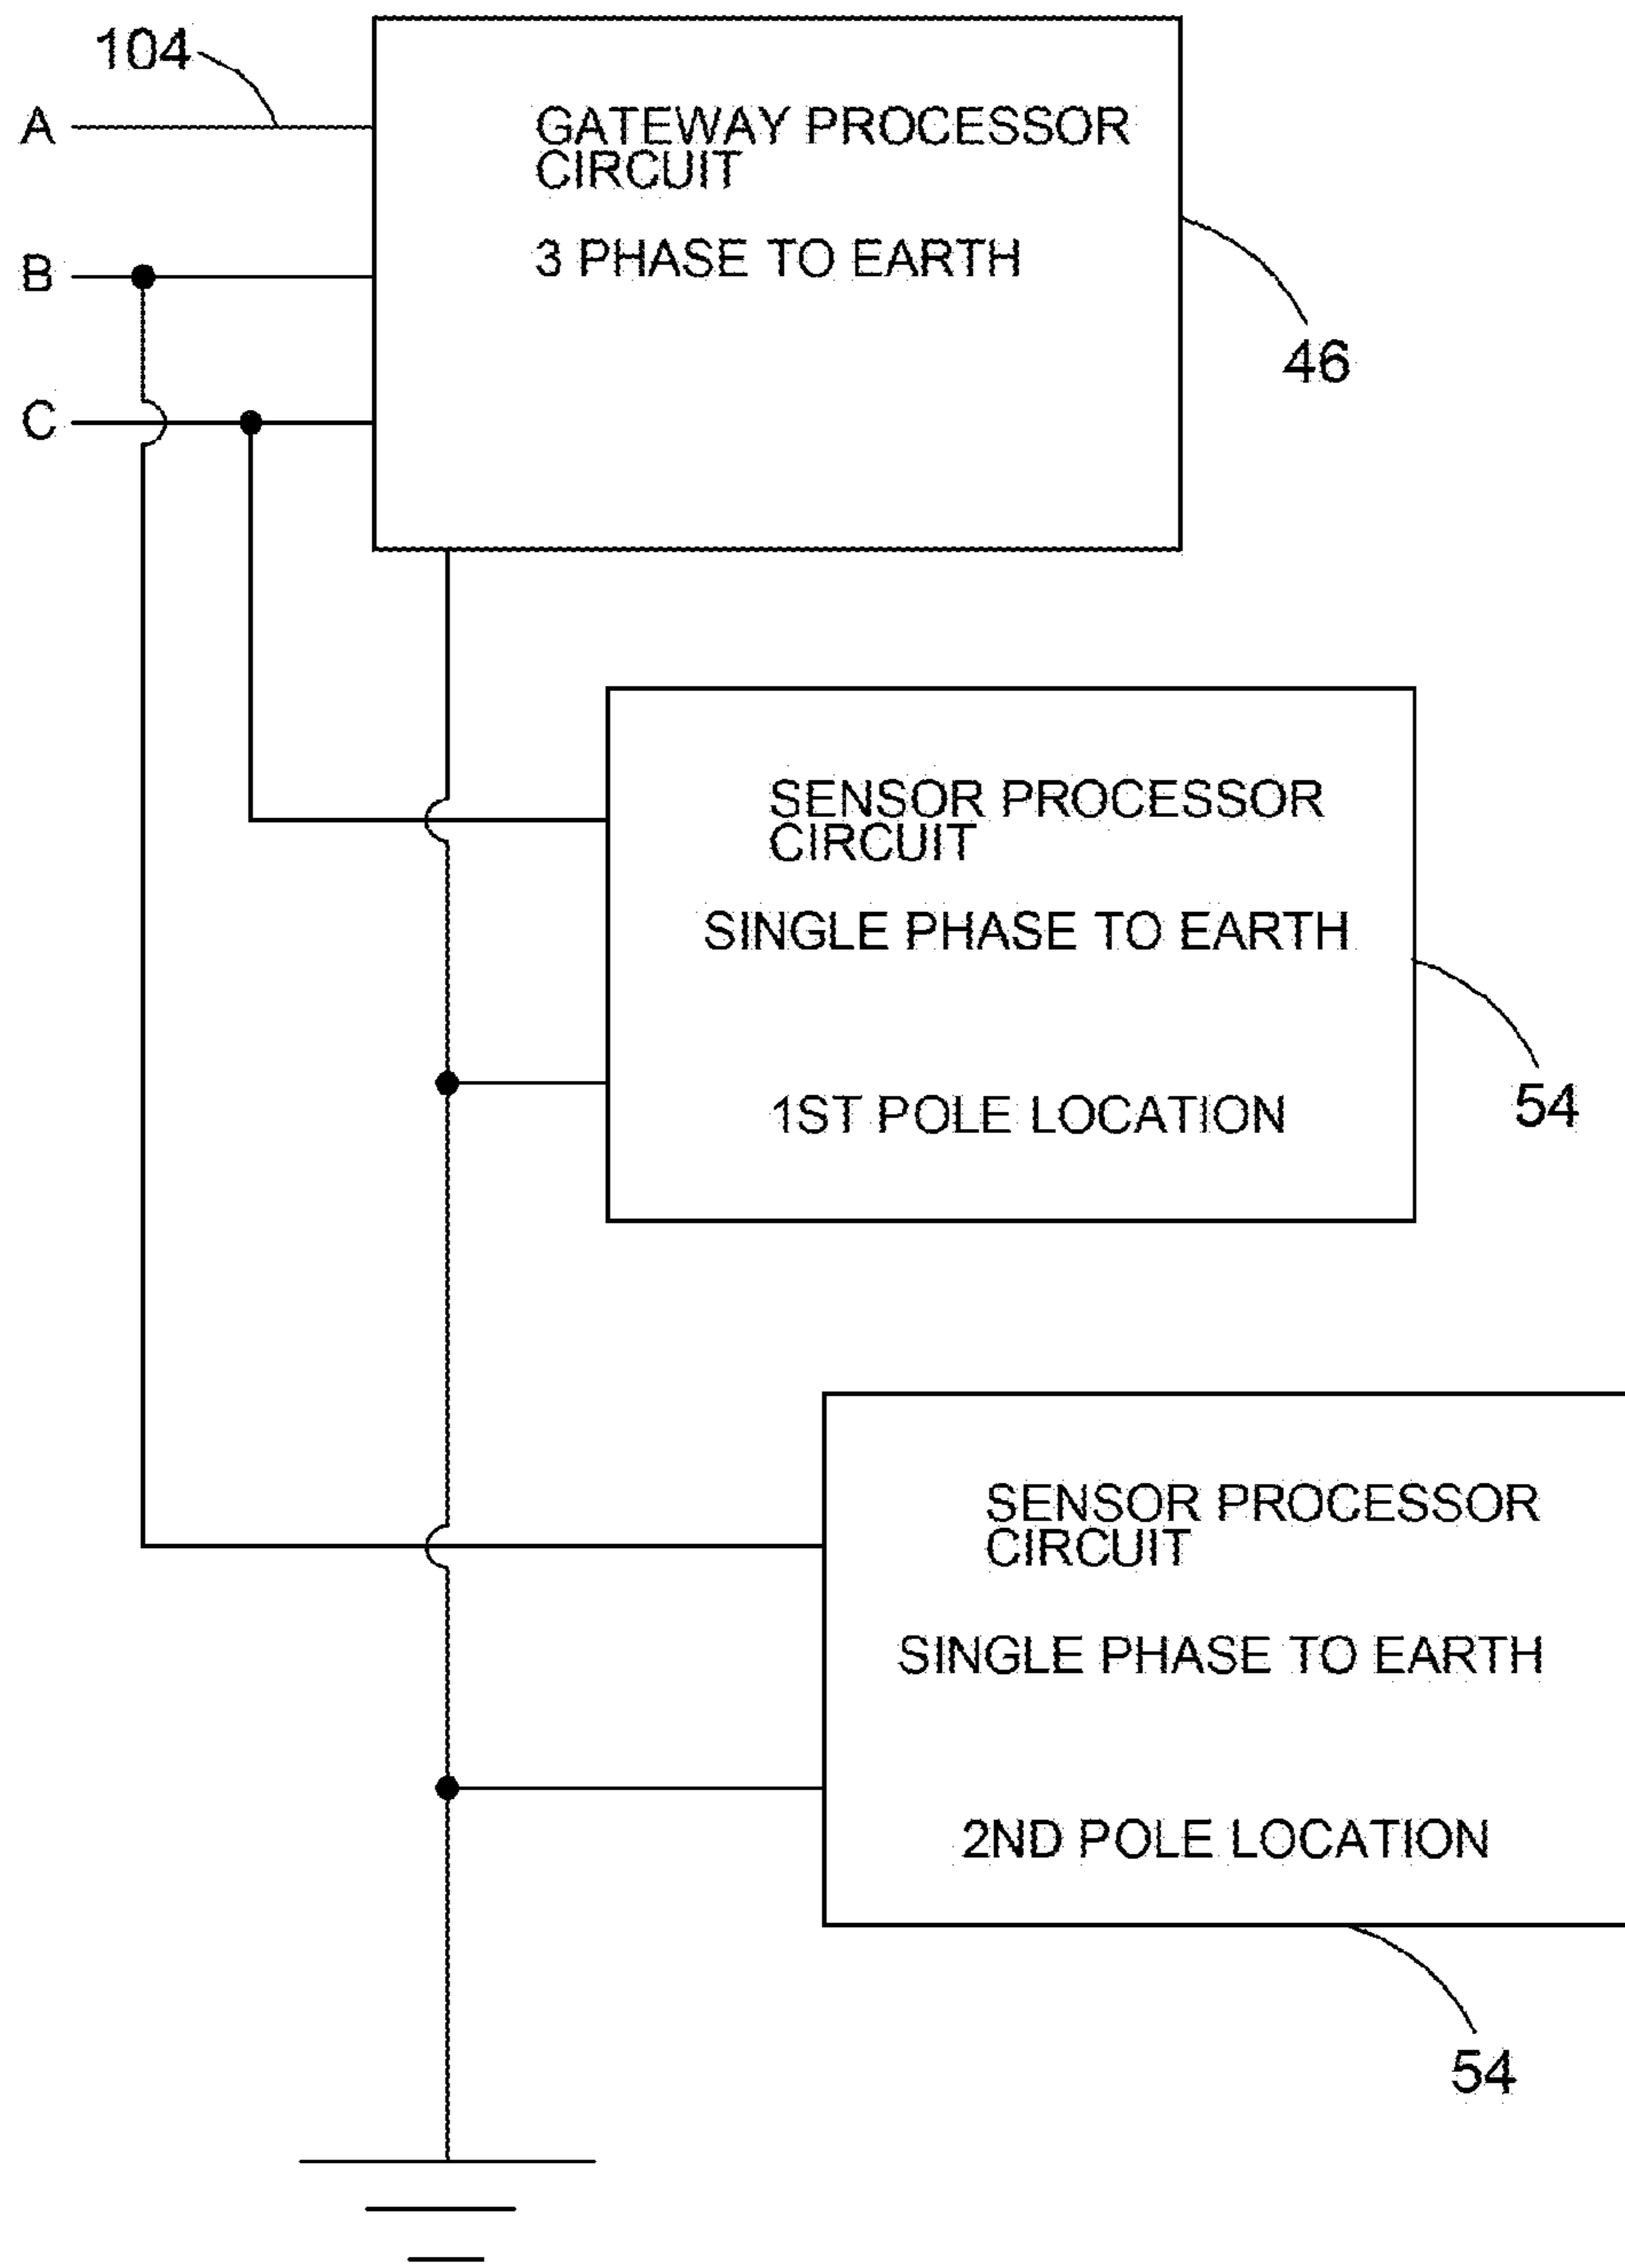 104
A
GATEWAY PROCESSOR
CIRCUIT
B
3 PHASE TO EARTH
46
C
SENSOR PROCESSOR
CIRCUIT
SINGLE PHASE TO EARTH
54
1ST POLE LOCATION
SENSOR PROCESSOR
CIRCUIT
SINGLE PHASE TO EARTH
2ND POLE LOCATION
54